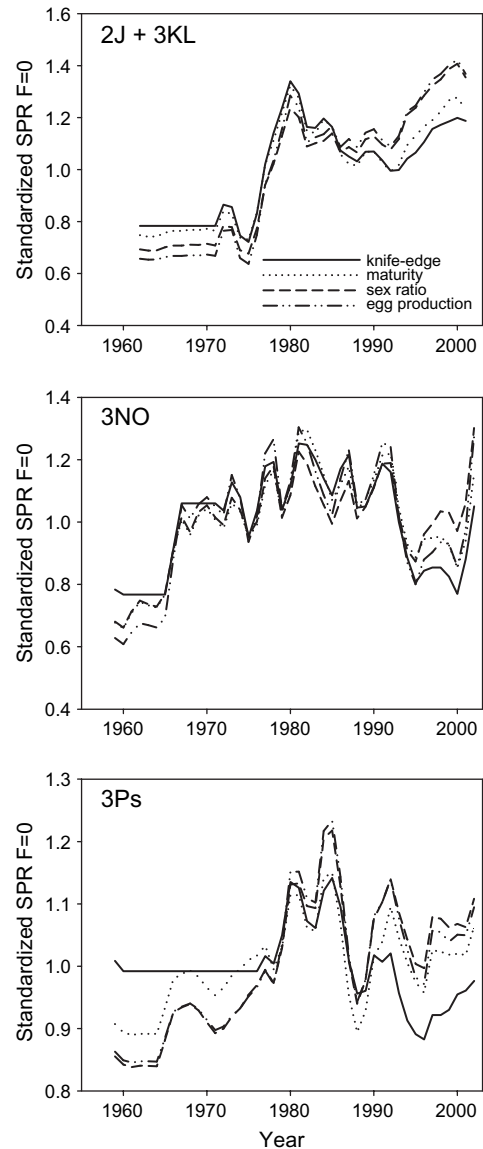 2J + 3KL
Standardized SPR F=0
1.6
1.4
1.2
1.0
0.8
0.6
0.4
knife-edge
maturity
sex ratio
egg production
1960 1970 1980 1990 2000
3NO
Standardized SPR F=0
1.4
1.2
1.0
0.8
0.6
0.4
1960 1970 1980 1990 2000
3Ps
Standardized SPR F=0
1.3
1.2
1.1
1.0
0.9
0.8
1960 1970 1980 1990 2000
Year